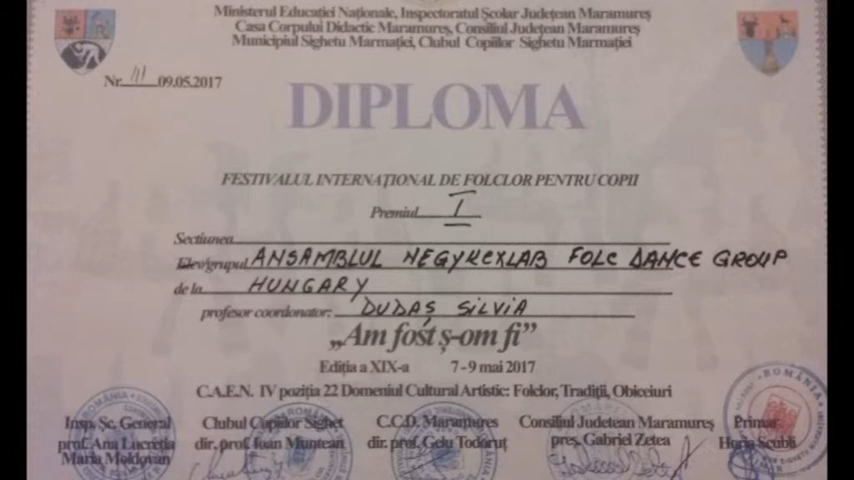 Ministerul Educației Naționale, Inspectoratul Școlar Județean Maramureș
Casa Corpului Didactic Maramureș, Consiliul Județean Maramureș
Municipiul Sighetu Marmației, Clubul Copiilor Sighetu Marmației
Nr. III 09.05.2017
DIPLOMA
FESTIVALUL INTERNAȚIONAL DE FOLCLOR PENTRU COPII
Premiul I
Secțiunea
Elev/grupul ANSAMBLUL NEGYKEXLAB FOLC DANCE GROUP
de la HUNGARY
profesor coordonator: DUDAȘ SILVIA
„Am fost ș-om fi”
Ediția a XIX-a 7-9 mai 2017
C.A.E.N. IV poziția 22 Domeniul Cultural Artistic: Folclor, Tradiții, Obiceiuri
Insp. Șc. General Clubul Copiilor Sighet C.C.D. Maramures Consiliul Județean Maramureș Primar
prof. Ana Lucreția dir. prof. Ioan Muntean dir. prof. Gelu Todoruț preș. Gabriel Zetea Horia Scubli
Maria Moldovan
ROMÂNIA